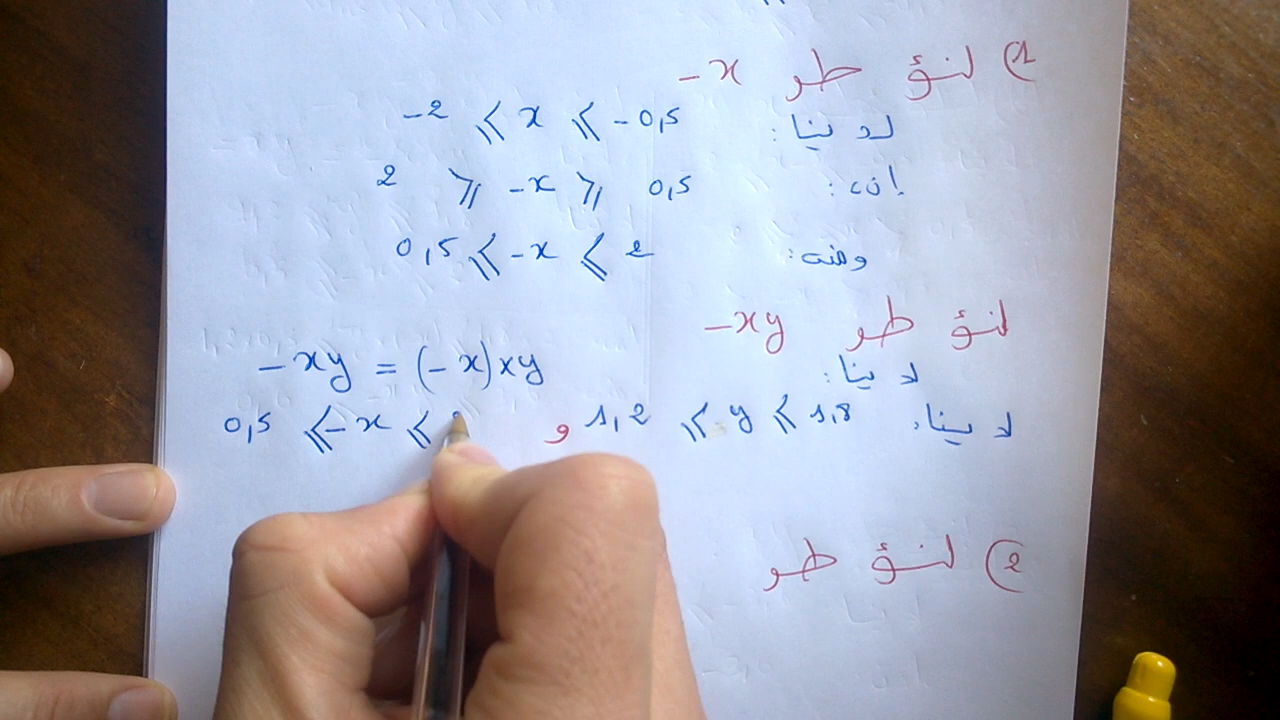 1) لنؤطر -x
لدينا: -2 ⩽ x ⩽ -0,5
إذن: 2 ⩾ -x ⩾ 0,5
ومنه: 0,5 ⩽ -x ⩽ 2
لنؤطر -xy
لدينا: -xy = (-x)×y
لدينا: 1,2 ⩽ y ⩽ 1,8 و 0,5 ⩽ -x ⩽
2) لنؤطر